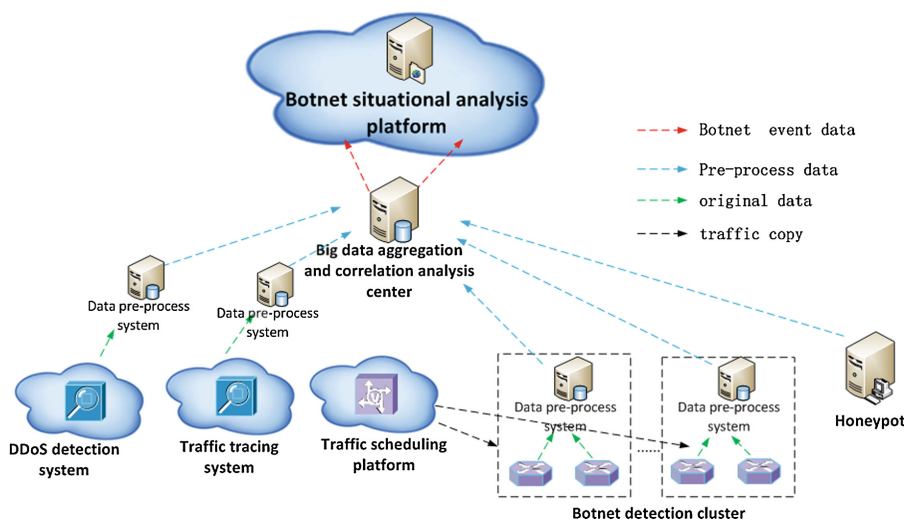 Botnet situational analysis
platform
Botnet event data
Pre-process data
original data
traffic copy
Big data aggregation
and correlation analysis
center
Data pre-process
system
Data pre-process
system
DDoS detection
system
Traffic tracing
system
Traffic scheduling
platform
Data pre-process
system
......
Data pre-process
system
Honeypot
Botnet detection cluster